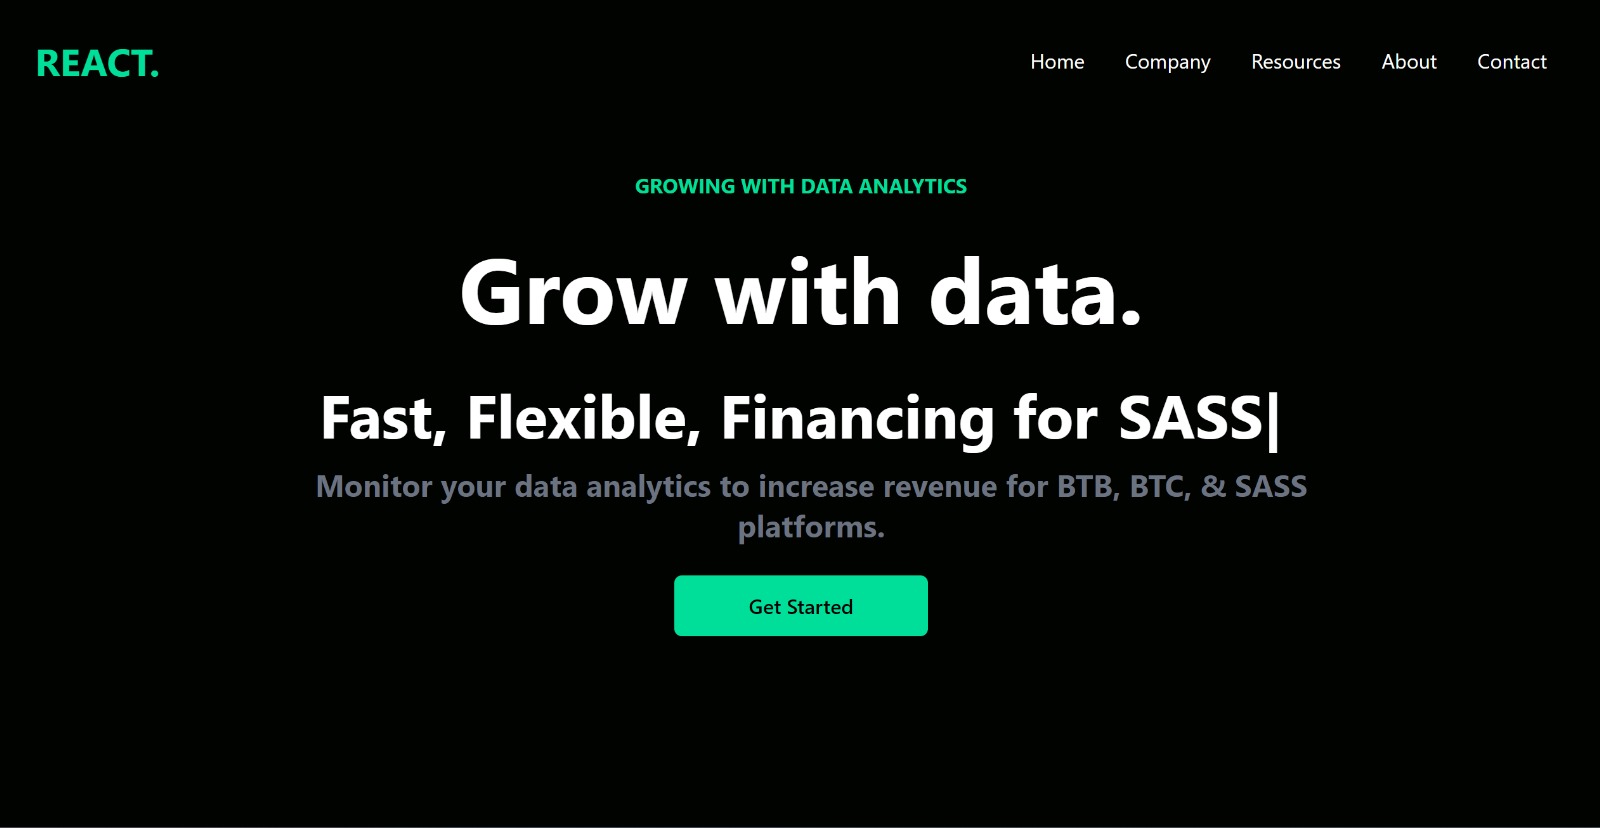 REACT.
Home Company Resources About Contact
GROWING WITH DATA ANALYTICS
Grow with data.
Fast, Flexible, Financing for SASS|
Monitor your data analytics to increase revenue for BTB, BTC, & SASS
platforms.
Get Started